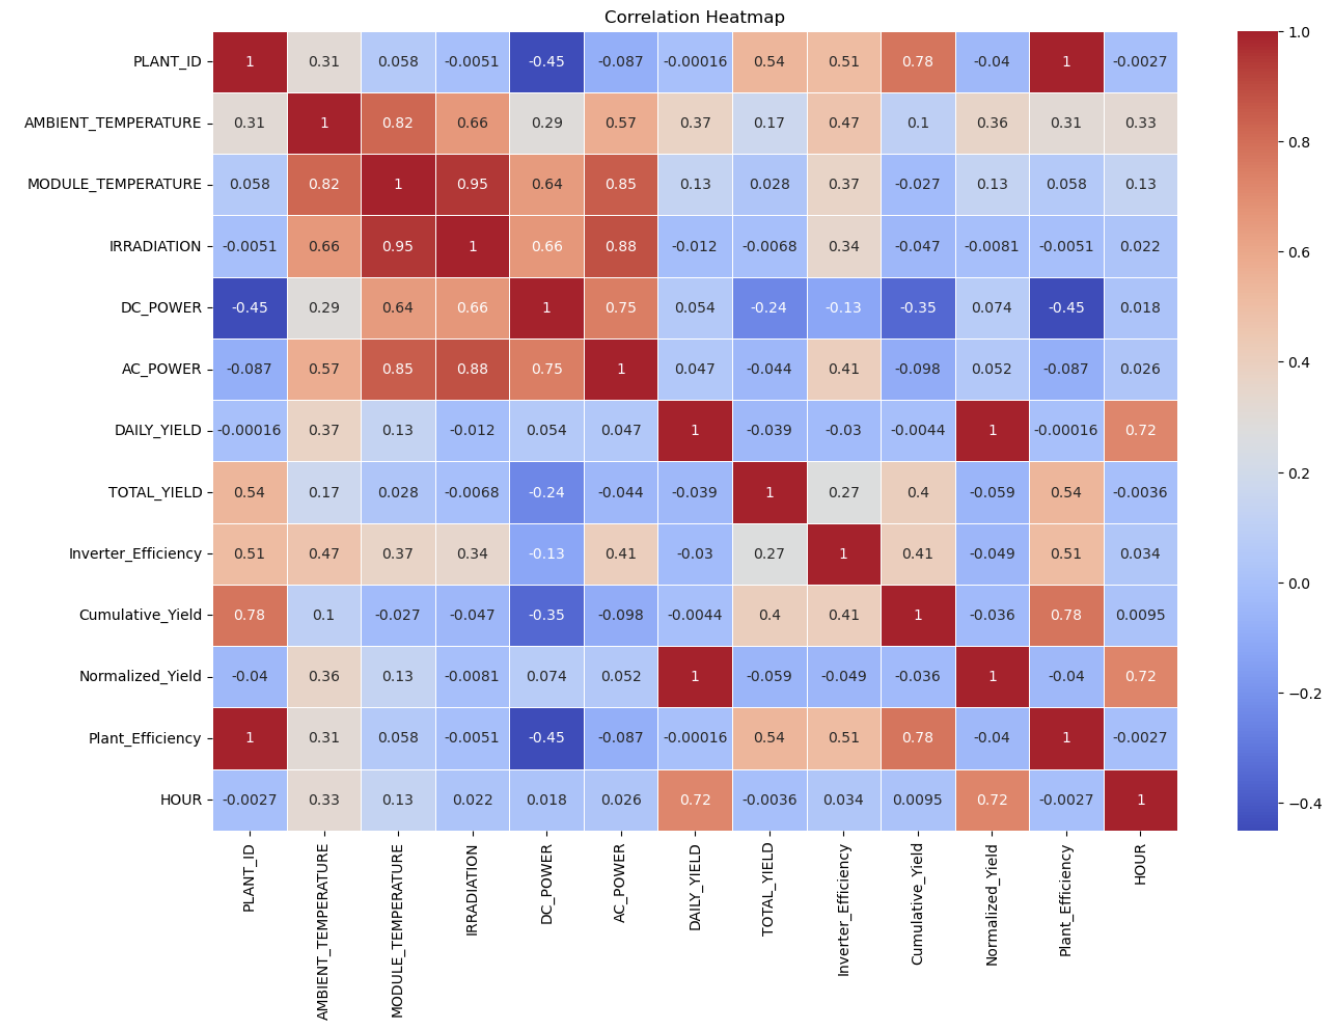 Correlation Heatmap
PLANT_ID 1 0.31 0.058 -0.0051 -0.45 -0.087 -0.00016 0.54 0.51 0.78 -0.04 1 -0.0027
AMBIENT_TEMPERATURE 0.31 1 0.82 0.66 0.29 0.57 0.37 0.17 0.47 0.1 0.36 0.31 0.33
MODULE_TEMPERATURE 0.058 0.82 1 0.95 0.64 0.85 0.13 0.028 0.37 -0.027 0.13 0.058 0.13
IRRADIATION -0.0051 0.66 0.95 1 0.66 0.88 -0.012 -0.0068 0.34 -0.047 -0.0081 -0.0051 0.022
DC_POWER -0.45 0.29 0.64 0.66 1 0.75 0.054 -0.24 -0.13 -0.35 0.074 -0.45 0.018
AC_POWER -0.087 0.57 0.85 0.88 0.75 1 0.047 -0.044 0.41 -0.098 0.052 -0.087 0.026
DAILY_YIELD -0.00016 0.37 0.13 -0.012 0.054 0.047 1 -0.039 -0.03 -0.0044 1 -0.00016 0.72
TOTAL_YIELD 0.54 0.17 0.028 -0.0068 -0.24 -0.044 -0.039 1 0.27 0.4 -0.059 0.54 -0.0036
Inverter_Efficiency 0.51 0.47 0.37 0.34 -0.13 0.41 -0.03 0.27 1 0.41 -0.049 0.51 0.034
Cumulative_Yield 0.78 0.1 -0.027 -0.047 -0.35 -0.098 -0.0044 0.4 0.41 1 -0.036 0.78 0.0095
Normalized_Yield -0.04 0.36 0.13 -0.0081 0.074 0.052 1 -0.059 -0.049 -0.036 1 -0.04 0.72
Plant_Efficiency 1 0.31 0.058 -0.0051 -0.45 -0.087 -0.00016 0.54 0.51 0.78 -0.04 1 -0.0027
HOUR -0.0027 0.33 0.13 0.022 0.018 0.026 0.72 -0.0036 0.034 0.0095 0.72 -0.0027 1
PLANT_ID
AMBIENT_TEMPERATURE
MODULE_TEMPERATURE
IRRADIATION
DC_POWER
AC_POWER
DAILY_YIELD
TOTAL_YIELD
Inverter_Efficiency
Cumulative_Yield
Normalized_Yield
Plant_Efficiency
HOUR
1.0
0.8
0.6
0.4
0.2
0.0
−0.2
−0.4